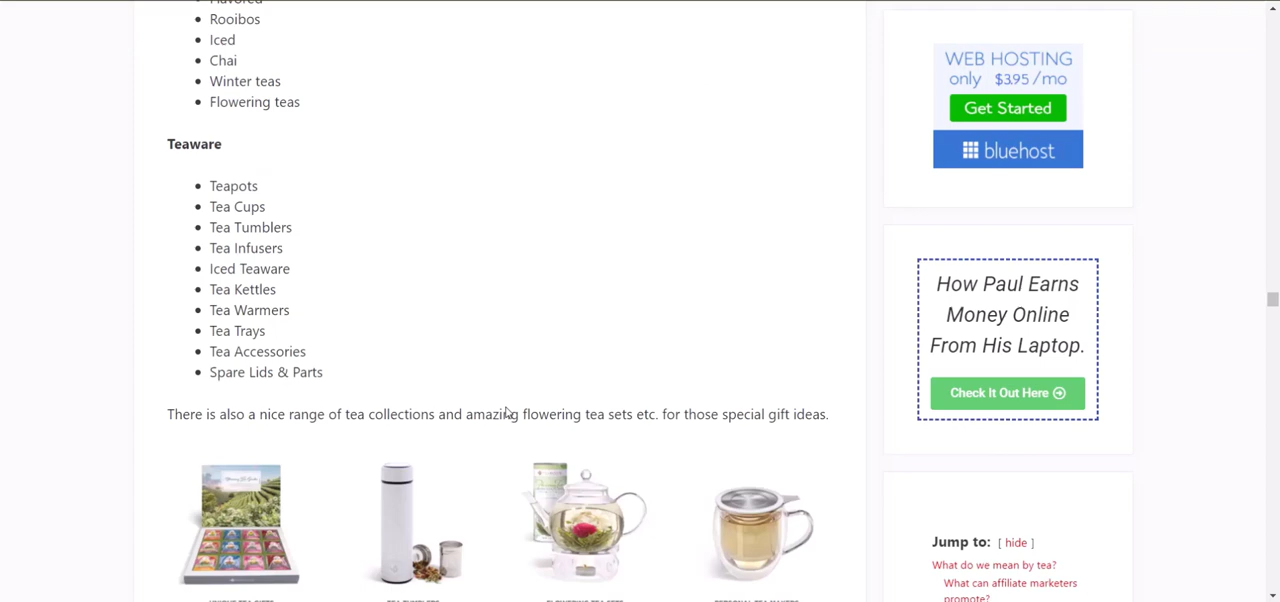 Flavored
Rooibos
Iced
Chai
Winter teas
Flowering teas
Teaware
Teapots
Tea Cups
Tea Tumblers
Tea Infusers
Iced Teaware
Tea Kettles
Tea Warmers
Tea Trays
Tea Accessories
Spare Lids & Parts
There is also a nice range of tea collections and amazing flowering tea sets etc. for those special gift ideas.
WEB HOSTING
only $3.95/mo
Get Started
bluehost
How Paul Earns
Money Online
From His Laptop.
Check It Out Here
Jump to: [ hide ]
What do we mean by tea?
What can affiliate marketers
promote?